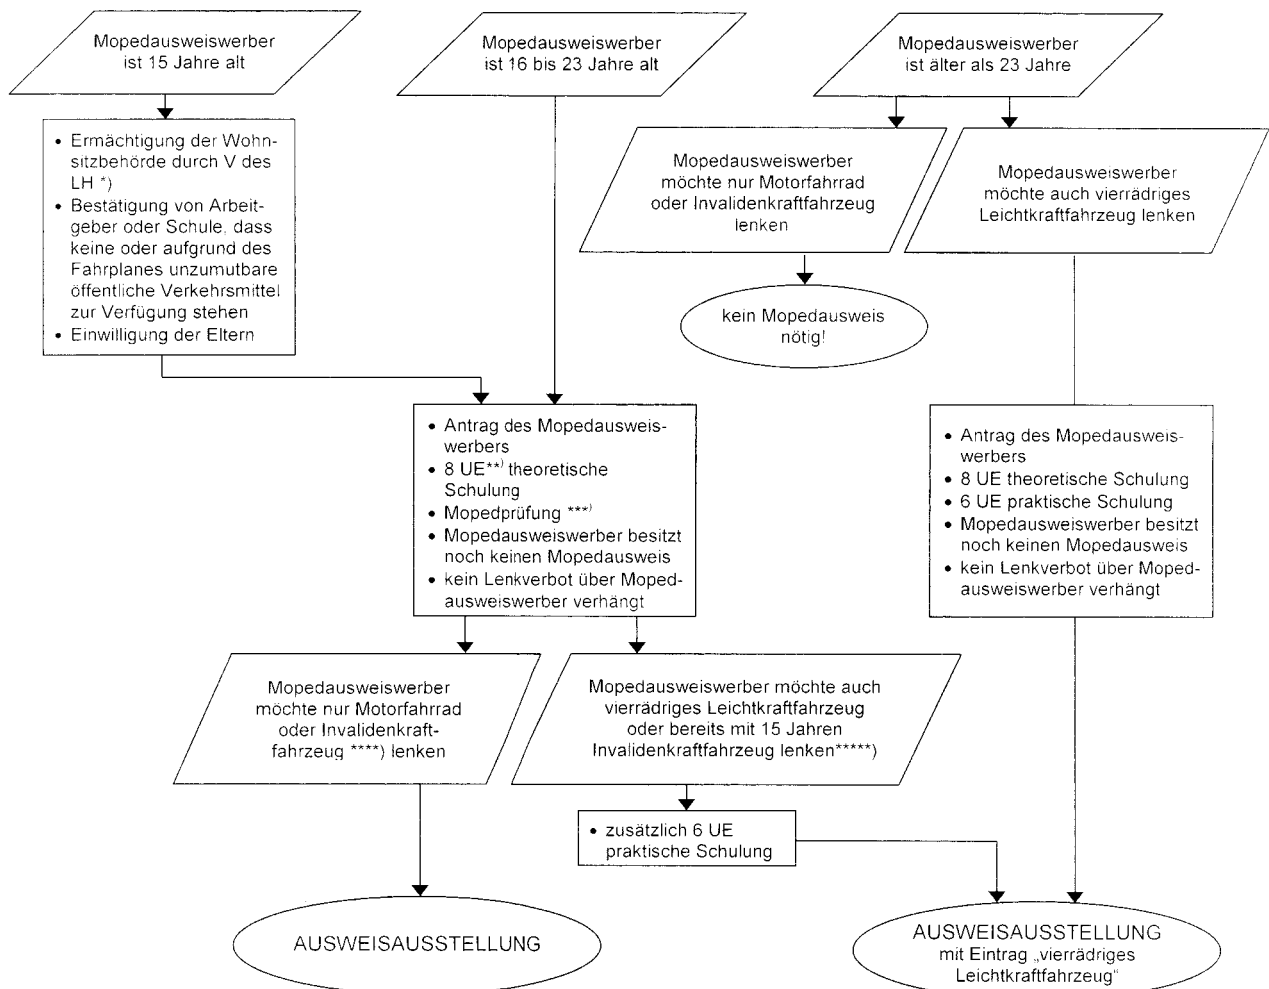 Mopedausweiswerber
ist 15 Jahre alt
Mopedausweiswerber
ist 16 bis 23 Jahre alt
Mopedausweiswerber
ist älter als 23 Jahre
• Ermächtigung der Wohn-
sitzbehörde durch V des
LH *)
• Bestätigung von Arbeit-
geber oder Schule, dass
keine oder aufgrund des
Fahrplanes unzumutbare
öffentliche Verkehrsmittel
zur Verfügung stehen
• Einwilligung der Eltern
Mopedausweiswerber
möchte nur Motorfahrrad
oder Invalidenkraftfahrzeug
lenken
Mopedausweiswerber
möchte auch vierrädriges
Leichtkraftfahrzeug lenken
kein Mopedausweis
nötig!
• Antrag des Mopedausweis-
werbers
• 8 UE**) theoretische
Schulung
• Mopedprüfung ***)
• Mopedausweiswerber besitzt
noch keinen Mopedausweis
• kein Lenkverbot über Moped-
ausweiswerber verhängt
• Antrag des Mopedausweis-
werbers
• 8 UE theoretische Schulung
• 6 UE praktische Schulung
• Mopedausweiswerber besitzt
noch keinen Mopedausweis
• kein Lenkverbot über Moped-
ausweiswerber verhängt
Mopedausweiswerber
möchte nur Motorfahrrad
oder Invalidenkraft-
fahrzeug ****) lenken
Mopedausweiswerber möchte auch
vierrädriges Leichtkraftfahrzeug
oder bereits mit 15 Jahren
Invalidenkraftfahrzeug lenken*****)
• zusätzlich 6 UE
praktische Schulung
AUSWEISAUSSTELLUNG
AUSWEISAUSSTELLUNG
mit Eintrag „vierrädriges
Leichtkraftfahrzeug"